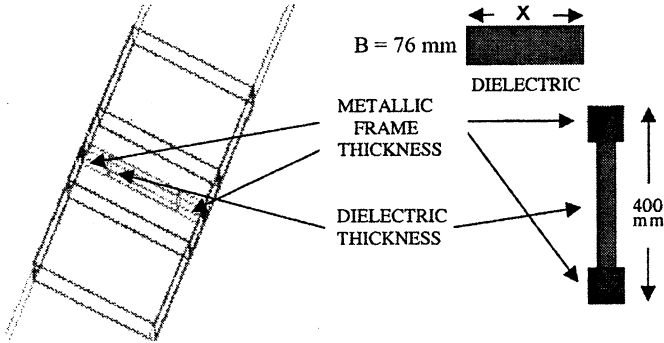 X
B = 76 mm
DIELECTRIC
METALLIC
FRAME
THICKNESS
DIELECTRIC
THICKNESS
400
mm